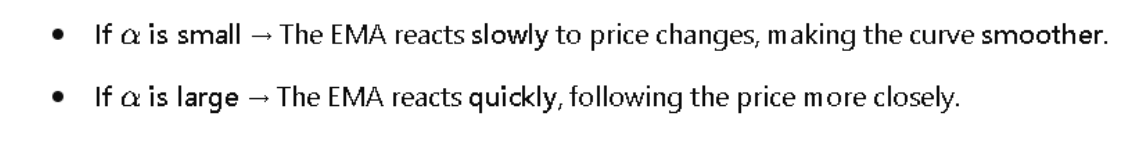 • If α is small → The EMA reacts slowly to price changes, making the curve smoother.
• If α is large → The EMA reacts quickly, following the price more closely.